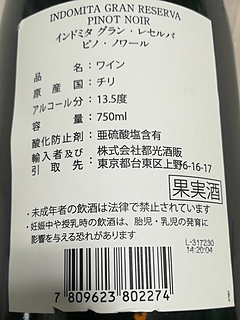 INDOMITA GRAN RESERVA
PINOT NOIR
インドミタ グラン・レセルバ
ピノ・ノワール
品名：ワイン
原産国：チリ
アルコール分：13.5度
容量：750ml
酸化防止剤：亜硫酸塩含有
輸入者及び引取先：株式会社都光酒販
東京都台東区上野6-16-17
果実酒
・未成年者の飲酒は法律で禁止されています
・妊娠中や授乳時の飲酒は、胎児・乳児の発育に
影響を与える恐れがあります
L-317230
14:20:04
7 809623 802274